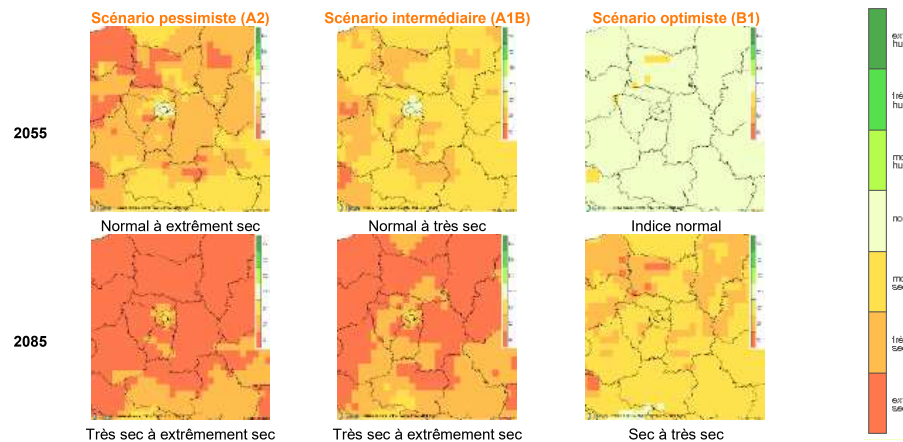 Scénario pessimiste (A2)
Scénario intermédiaire (A1B)
Scénario optimiste (B1)
2055
Normal à extrêment sec
Normal à très sec
Indice normal
2085
Très sec à extrêmement sec
Très sec à extrêmement sec
Sec à très sec